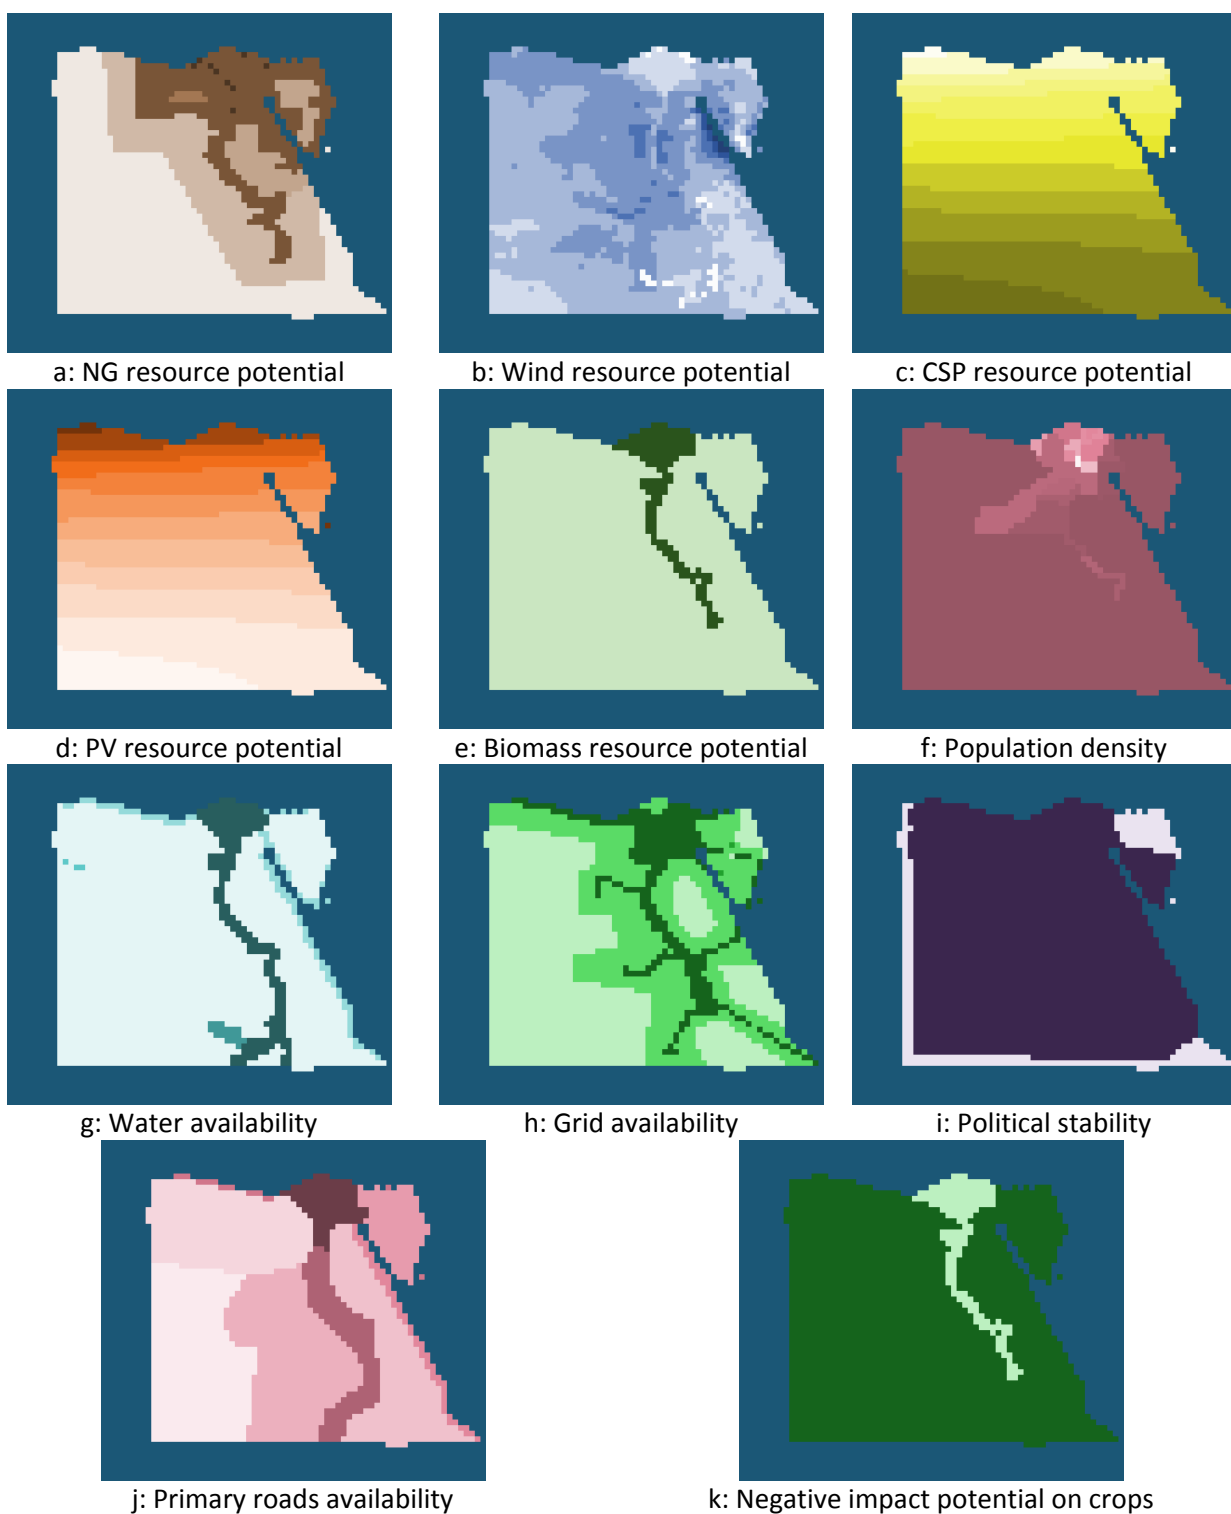 a: NG resource potential
b: Wind resource potential
c: CSP resource potential
d: PV resource potential
e: Biomass resource potential
f: Population density
g: Water availability
h: Grid availability
i: Political stability
j: Primary roads availability
k: Negative impact potential on crops